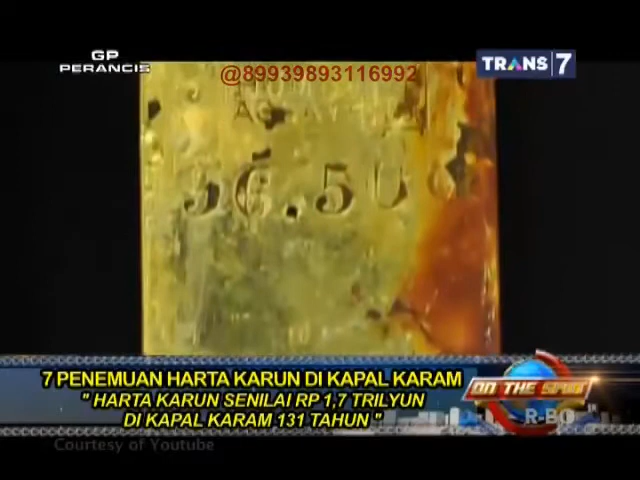 GP
PERANCIS
@89939893116992
TRANS 7
36.50
7 PENEMUAN HARTA KARUN DI KAPAL KARAM
" HARTA KARUN SENILAI RP 1,7 TRILYUN
DI KAPAL KARAM 131 TAHUN "
ON THE SPOT
R-BO
Courtesy of Youtube